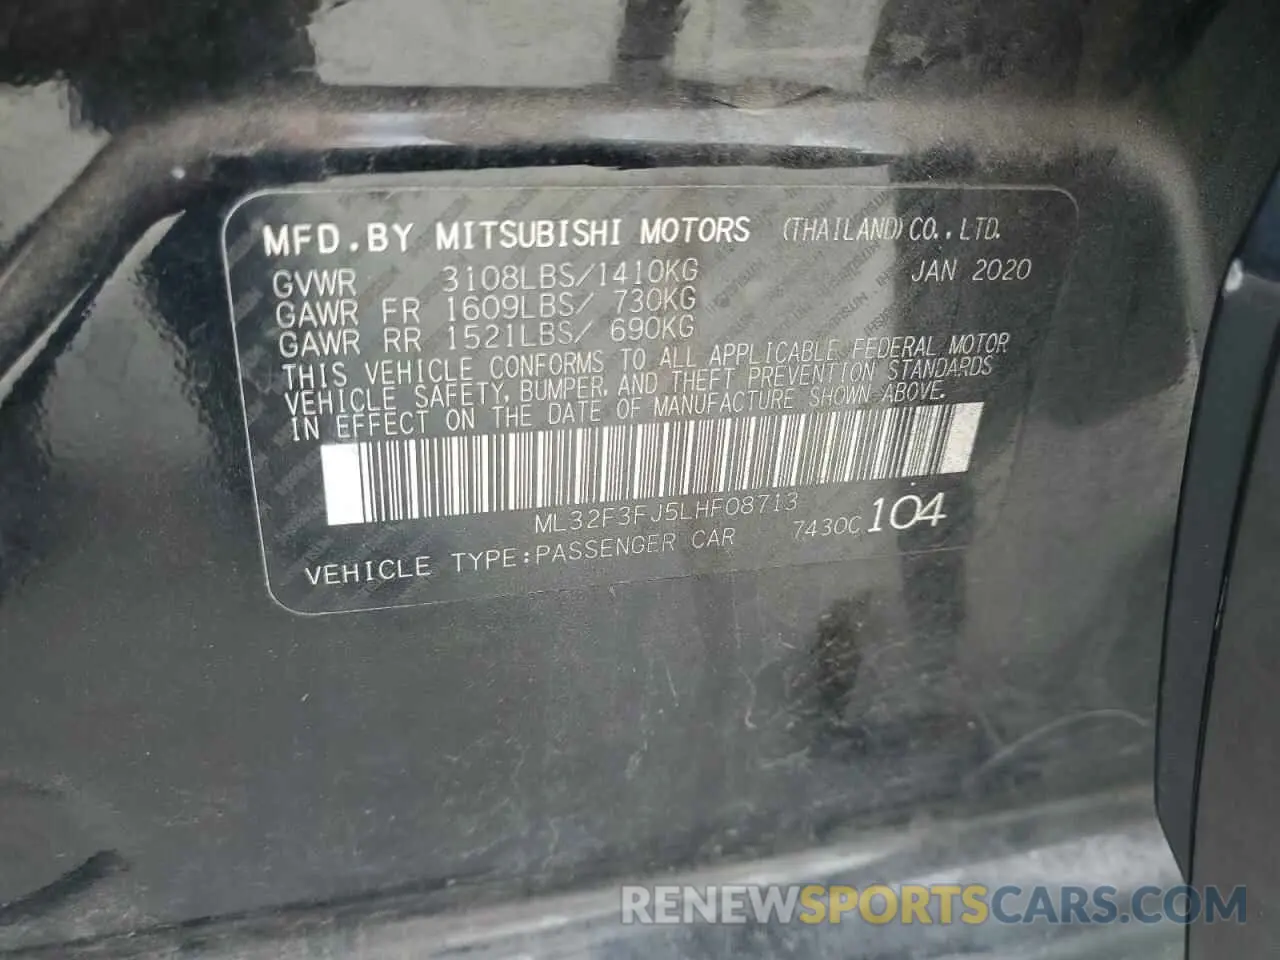 MFD.BY MITSUBISHI MOTORS (THAILAND) CO.,LTD.
GVWR 3108LBS/1410KG JAN 2020
GAWR FR 1609LBS/ 730KG
GAWR RR 1521LBS/ 690KG
THIS VEHICLE CONFORMS TO ALL APPLICABLE FEDERAL MOTOR
VEHICLE SAFETY, BUMPER, AND THEFT PREVENTION STANDARDS
IN EFFECT ON THE DATE OF MANUFACTURE SHOWN ABOVE.
ML32F3FJ5LHF08713
VEHICLE TYPE:PASSENGER CAR 7430C 104
RENEWSPORTSCARS.COM